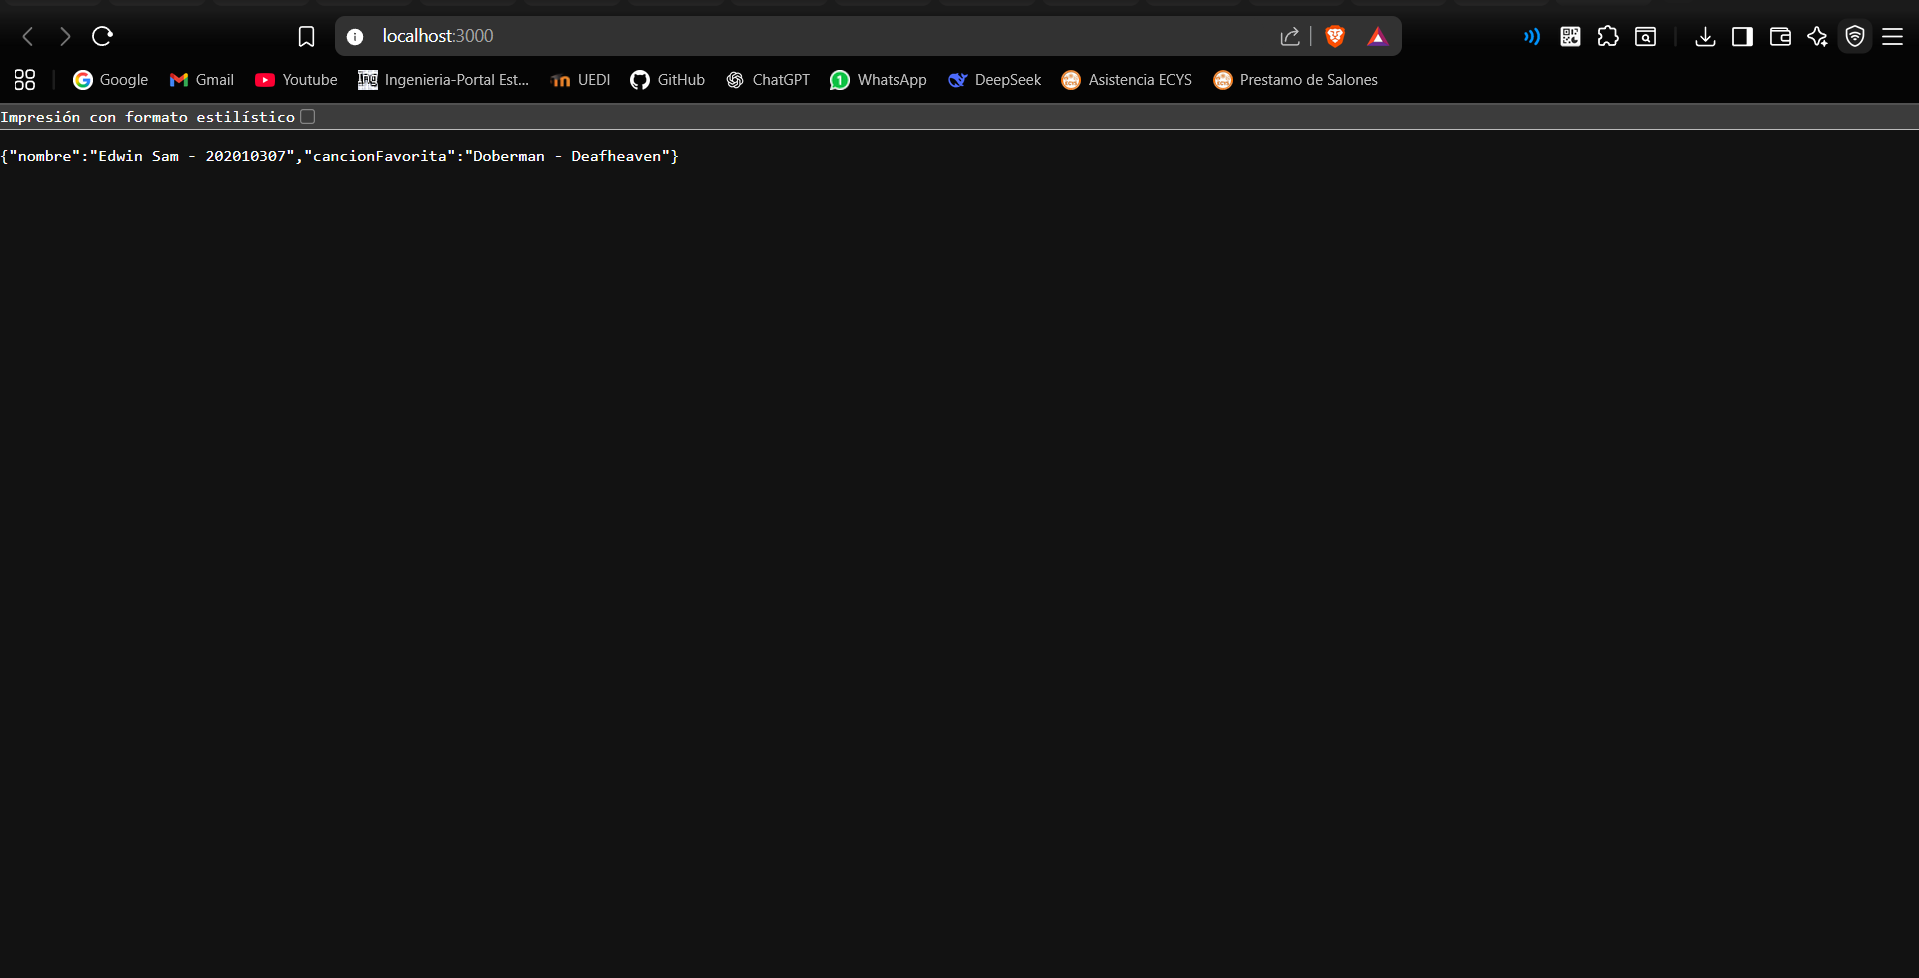 localhost:3000
Google Gmail Youtube Ingenieria-Portal Est... UEDI GitHub ChatGPT WhatsApp DeepSeek Asistencia ECYS Prestamo de Salones
Impresión con formato estilístico
{"nombre":"Edwin Sam - 202010307","cancionFavorita":"Doberman - Deafheaven"}